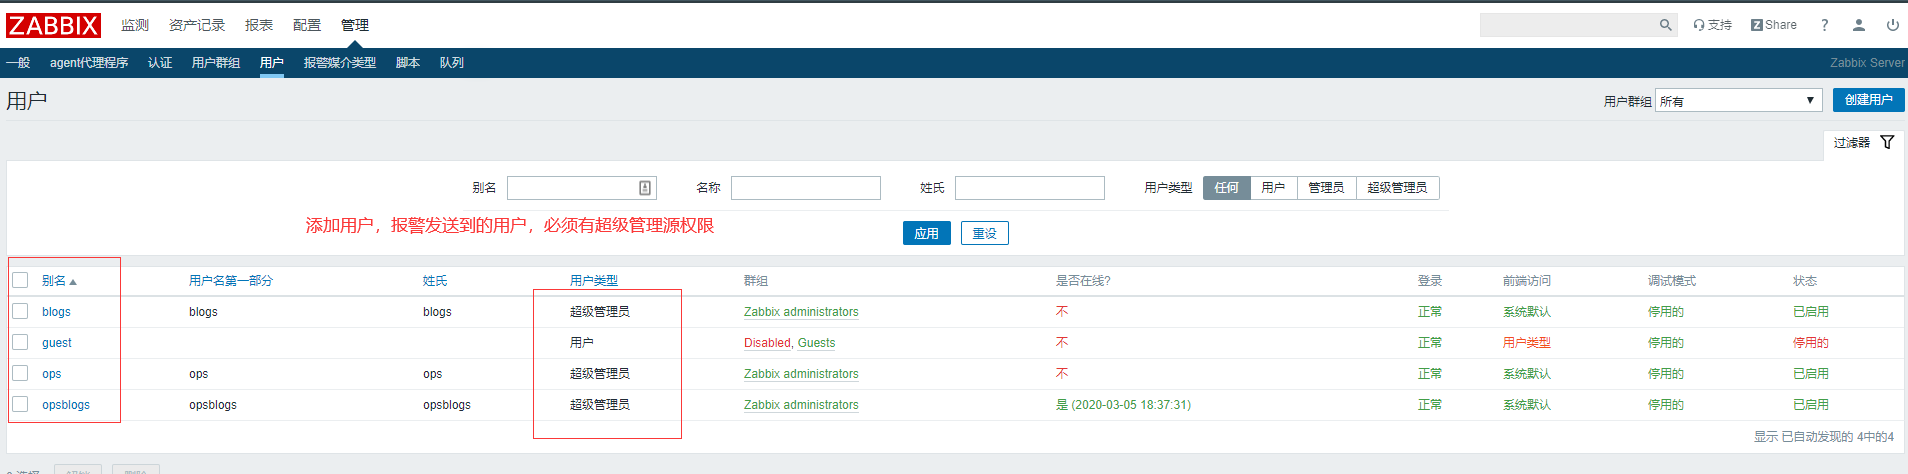 ZABBIX 监测 资产记录 报表 配置 管理 支持 Share ?
一般 agent代理程序 认证 用户群组 用户 报警媒介类型 脚本 队列 Zabbix Server
用户 用户群组 所有 创建用户
过滤器
别名 名称 姓氏 用户类型 任何 用户 管理员 超级管理员
添加用户，报警发送到的用户，必须有超级管理源权限
应用 重设
别名 用户名第一部分 姓氏 用户类型 群组 是否在线? 登录 前端访问 调试模式 状态
blogs blogs blogs 超级管理员 Zabbix administrators 不 正常 系统默认 停用的 已启用
guest 用户 Disabled, Guests 不 正常 用户类型 停用的 停用的
ops ops ops 超级管理员 Zabbix administrators 不 正常 系统默认 停用的 已启用
opsblogs opsblogs opsblogs 超级管理员 Zabbix administrators 是 (2020-03-05 18:37:31) 正常 系统默认 停用的 已启用
显示 已自动发现的 4中的4